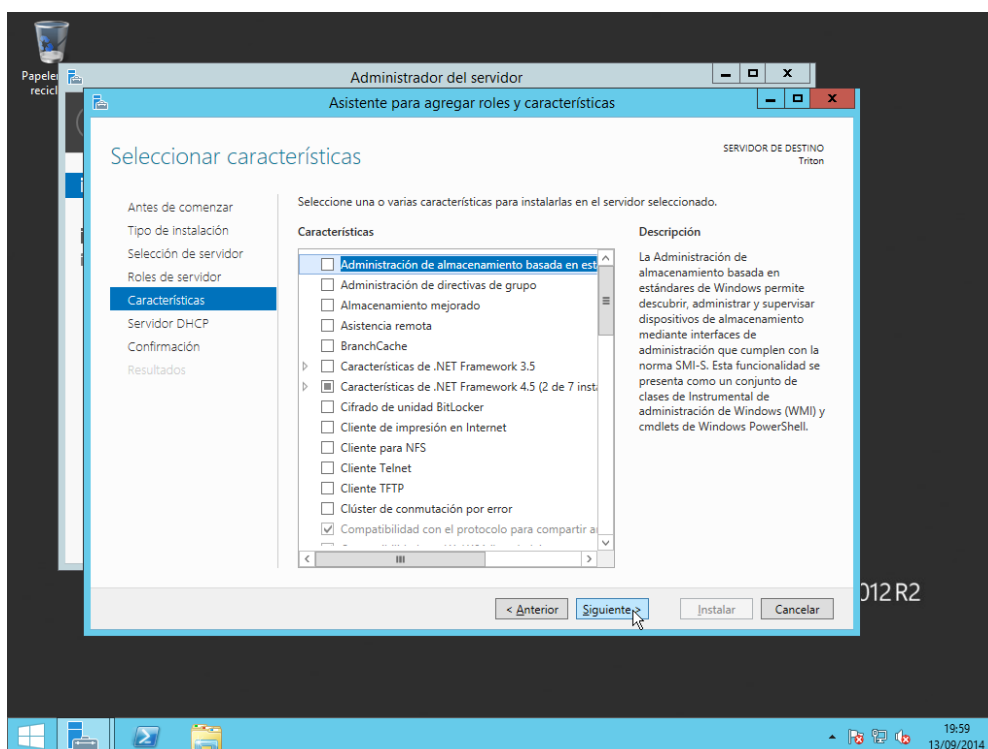 Papeler
recicl
Administrador del servidor
Asistente para agregar roles y características
Seleccionar características
SERVIDOR DE DESTINO
Triton
Antes de comenzar
Tipo de instalación
Selección de servidor
Roles de servidor
Características
Servidor DHCP
Confirmación
Resultados
Seleccione una o varias características para instalarlas en el servidor seleccionado.
Características
Administración de almacenamiento basada en est
Administración de directivas de grupo
Almacenamiento mejorado
Asistencia remota
BranchCache
Características de .NET Framework 3.5
Características de .NET Framework 4.5 (2 de 7 inst
Cifrado de unidad BitLocker
Cliente de impresión en Internet
Cliente para NFS
Cliente Telnet
Cliente TFTP
Clúster de conmutación por error
Compatibilidad con el protocolo para compartir a
Descripción
La Administración de
almacenamiento basada en
estándares de Windows permite
descubrir, administrar y supervisar
dispositivos de almacenamiento
mediante interfaces de
administración que cumplen con la
norma SMI-S. Esta funcionalidad se
presenta como un conjunto de
clases de Instrumental de
administración de Windows (WMI) y
cmdlets de Windows PowerShell.
< Anterior
Siguiente >
Instalar
Cancelar
012 R2
19:59
13/09/2014